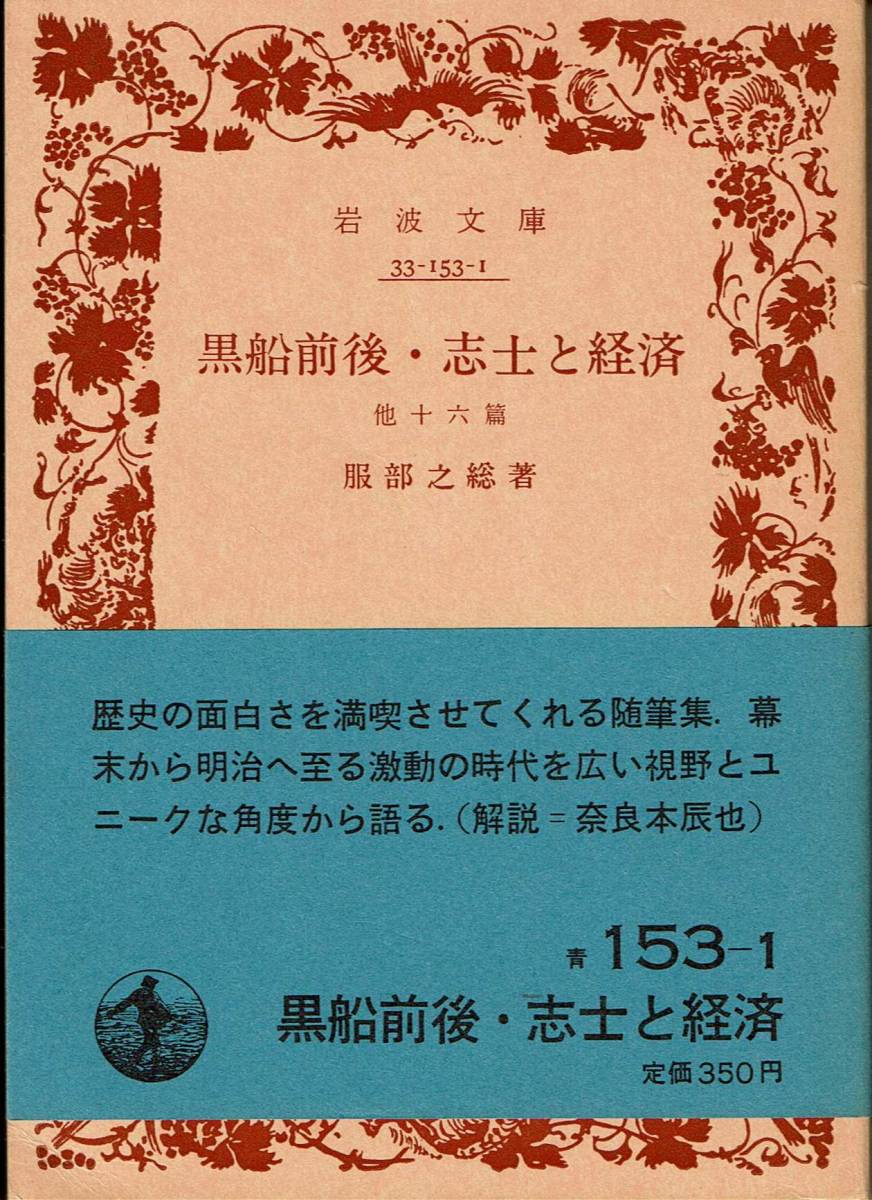 岩波文庫
33-153-1
黒船前後・志士と経済
他十六篇
服部之総著
歴史の面白さを満喫させてくれる随筆集．幕
末から明治へ至る激動の時代を広い視野とユ
ニークな角度から語る．（解説＝奈良本辰也）
青 153-1
黒船前後・志士と経済
定価350円